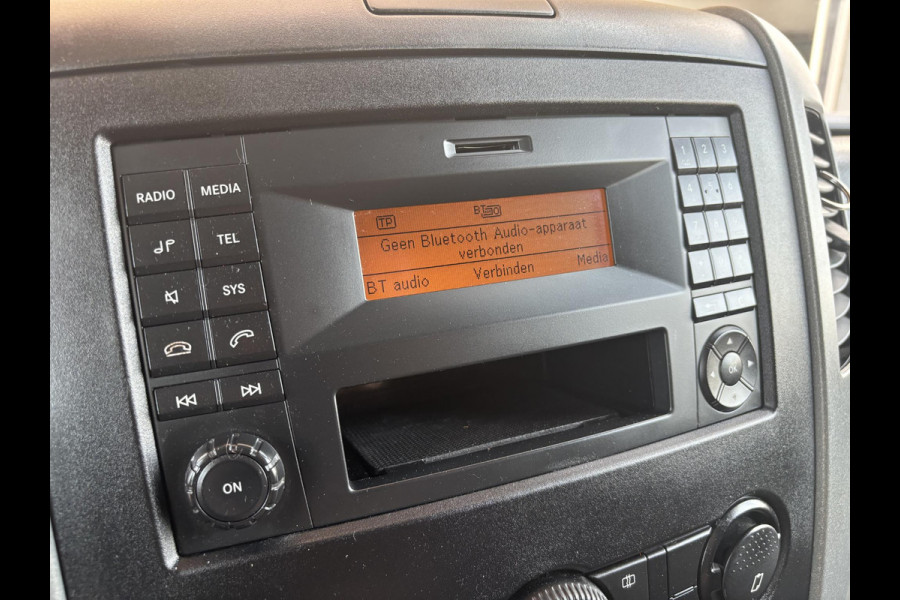 RADIO MEDIA
TEL
SYS
ON
TP BT
Geen Bluetooth Audio-apparaat
verbonden
BT audio Verbinden Media
1 2 3
4
OK